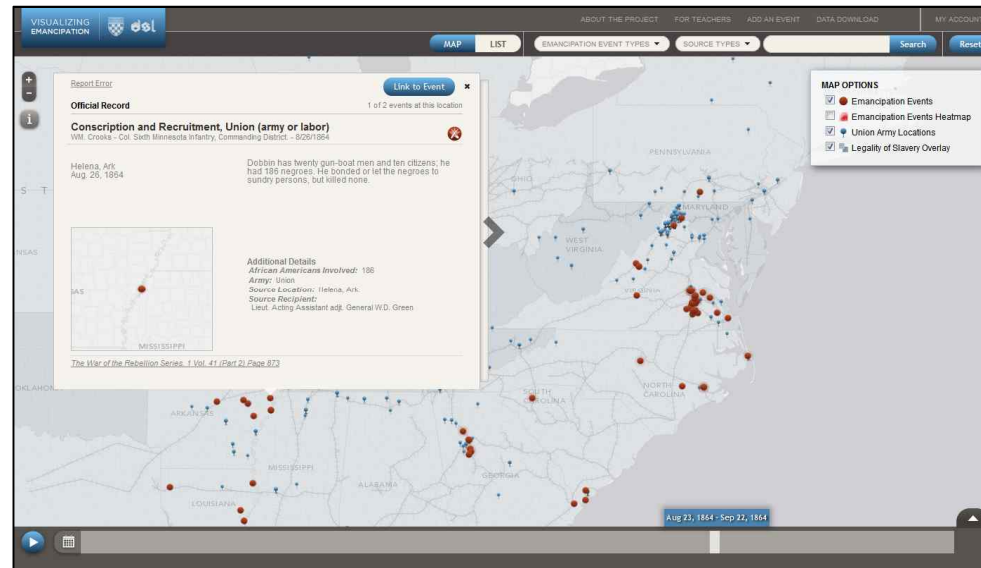 VISUALIZING
EMANCIPATION
dsl
ABOUT THE PROJECT
FOR TEACHERS
ADD AN EVENT
DATA DOWNLOAD
MY ACCOUNT
MAP
LIST
EMANCIPATION EVENT TYPES
SOURCE TYPES
Search
Reset
+
-
i
Report Error
Link to Event
Official Record
1 of 2 events at this location
Conscription and Recruitment, Union (army or labor)
WM. Crooks - Col. Sixth Minnesota Infantry, Commanding District. - 8/26/1864
Helena, Ark
Aug. 26, 1864
Dobbin has twenty gun-boat men and ten citizens; he
had 186 negroes. He bonded or let the negroes to
sundry persons, but killed none.
Additional Details
African Americans Involved: 186
Army: Union
Source Location: Helena, Ark.
Source Recipient:
Lieut. Acting Assistant adjt. General W.D. Green
SAS
MISSISSIPPI
The War of the Rebellion Series. 1 Vol. 41 (Part 2) Page 873
MAP OPTIONS
Emancipation Events
Emancipation Events Heatmap
Union Army Locations
Legality of Slavery Overlay
S T
NSAS
OKLAHO
OHIO
PENNSYLVANIA
MARYLAND
WEST
VIRGINIA
VIRGINIA
NORTH
CAROLINA
SOUTH
CAROLINA
ARKANSAS
MISSISSIPPI
ALABAMA
GEORGIA
LOUISIANA
Aug 23, 1864 - Sep 22, 1864